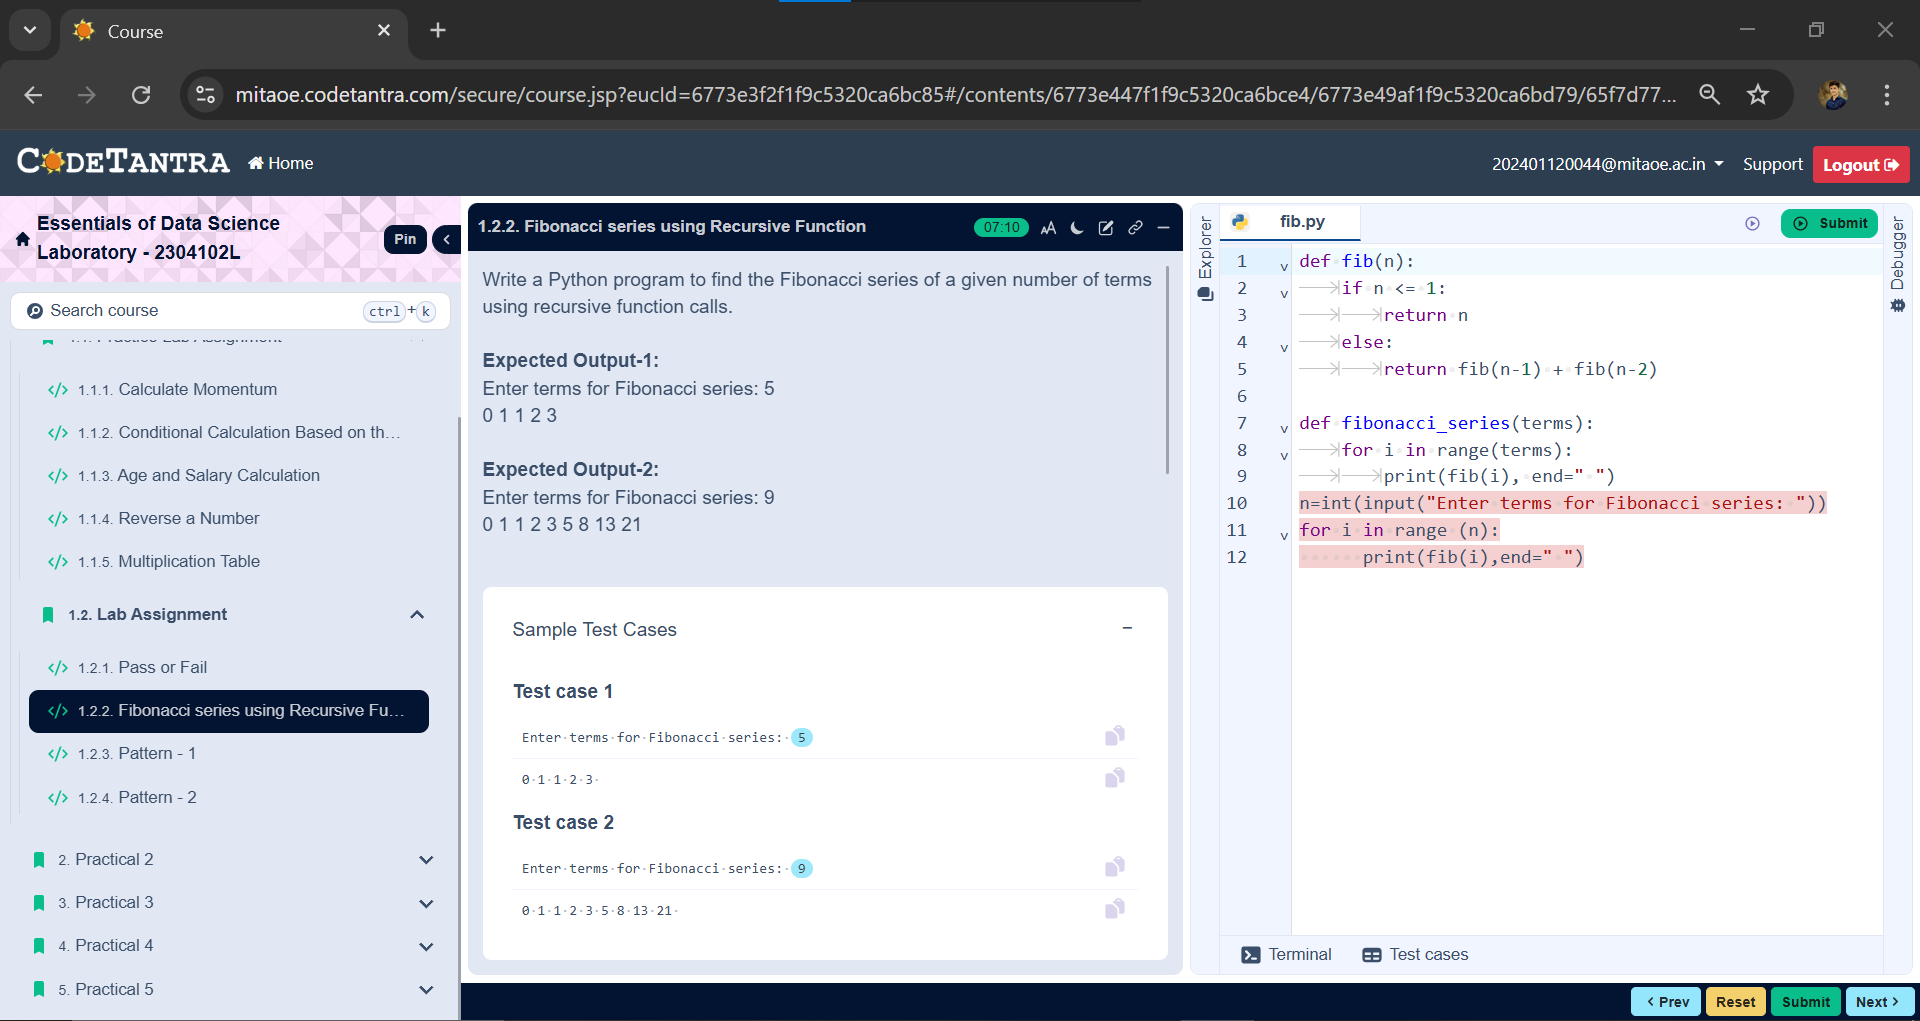 Course
mitaoe.codetantra.com/secure/course.jsp?eucId=6773e3f2f1f9c5320ca6bc85#/contents/6773e447f1f9c5320ca6bce4/6773e49af1f9c5320ca6bd79/65f7d77...
CODETANTRA
Home
202401120044@mitaoe.ac.in
Support
Logout
Essentials of Data Science
Laboratory - 2304102L
Pin
Search course
ctrl + k
1.1.1. Calculate Momentum
1.1.2. Conditional Calculation Based on th...
1.1.3. Age and Salary Calculation
1.1.4. Reverse a Number
1.1.5. Multiplication Table
1.2. Lab Assignment
1.2.1. Pass or Fail
1.2.2. Fibonacci series using Recursive Fu...
1.2.3. Pattern - 1
1.2.4. Pattern - 2
2. Practical 2
3. Practical 3
4. Practical 4
5. Practical 5
1.2.2. Fibonacci series using Recursive Function
07:10
Write a Python program to find the Fibonacci series of a given number of terms
using recursive function calls.
Expected Output-1:
Enter terms for Fibonacci series: 5
0 1 1 2 3
Expected Output-2:
Enter terms for Fibonacci series: 9
0 1 1 2 3 5 8 13 21
Sample Test Cases
Test case 1
Enter·terms·for·Fibonacci·series:· 5
0·1·1·2·3·
Test case 2
Enter·terms·for·Fibonacci·series:· 9
0·1·1·2·3·5·8·13·21·
Explorer
fib.py
Submit
Debugger
1 def fib(n):
2 if n <= 1:
3 return n
4 else:
5 return fib(n-1) + fib(n-2)
6
7 def fibonacci_series(terms):
8 for i in range(terms):
9 print(fib(i), end=" ")
10 n=int(input("Enter terms for Fibonacci series: "))
11 for i in range (n):
12 print(fib(i),end=" ")
Terminal
Test cases
Prev
Reset
Submit
Next